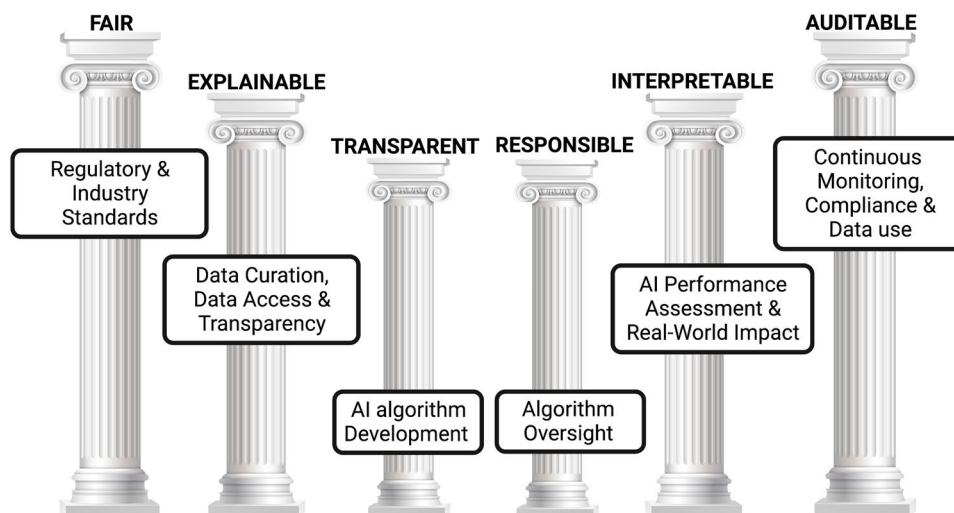 FAIR
Regulatory &
Industry
Standards
EXPLAINABLE
Data Curation,
Data Access &
Transparency
TRANSPARENT
AI algorithm
Development
RESPONSIBLE
Algorithm
Oversight
INTERPRETABLE
AI Performance
Assessment &
Real-World Impact
AUDITABLE
Continuous
Monitoring,
Compliance &
Data use